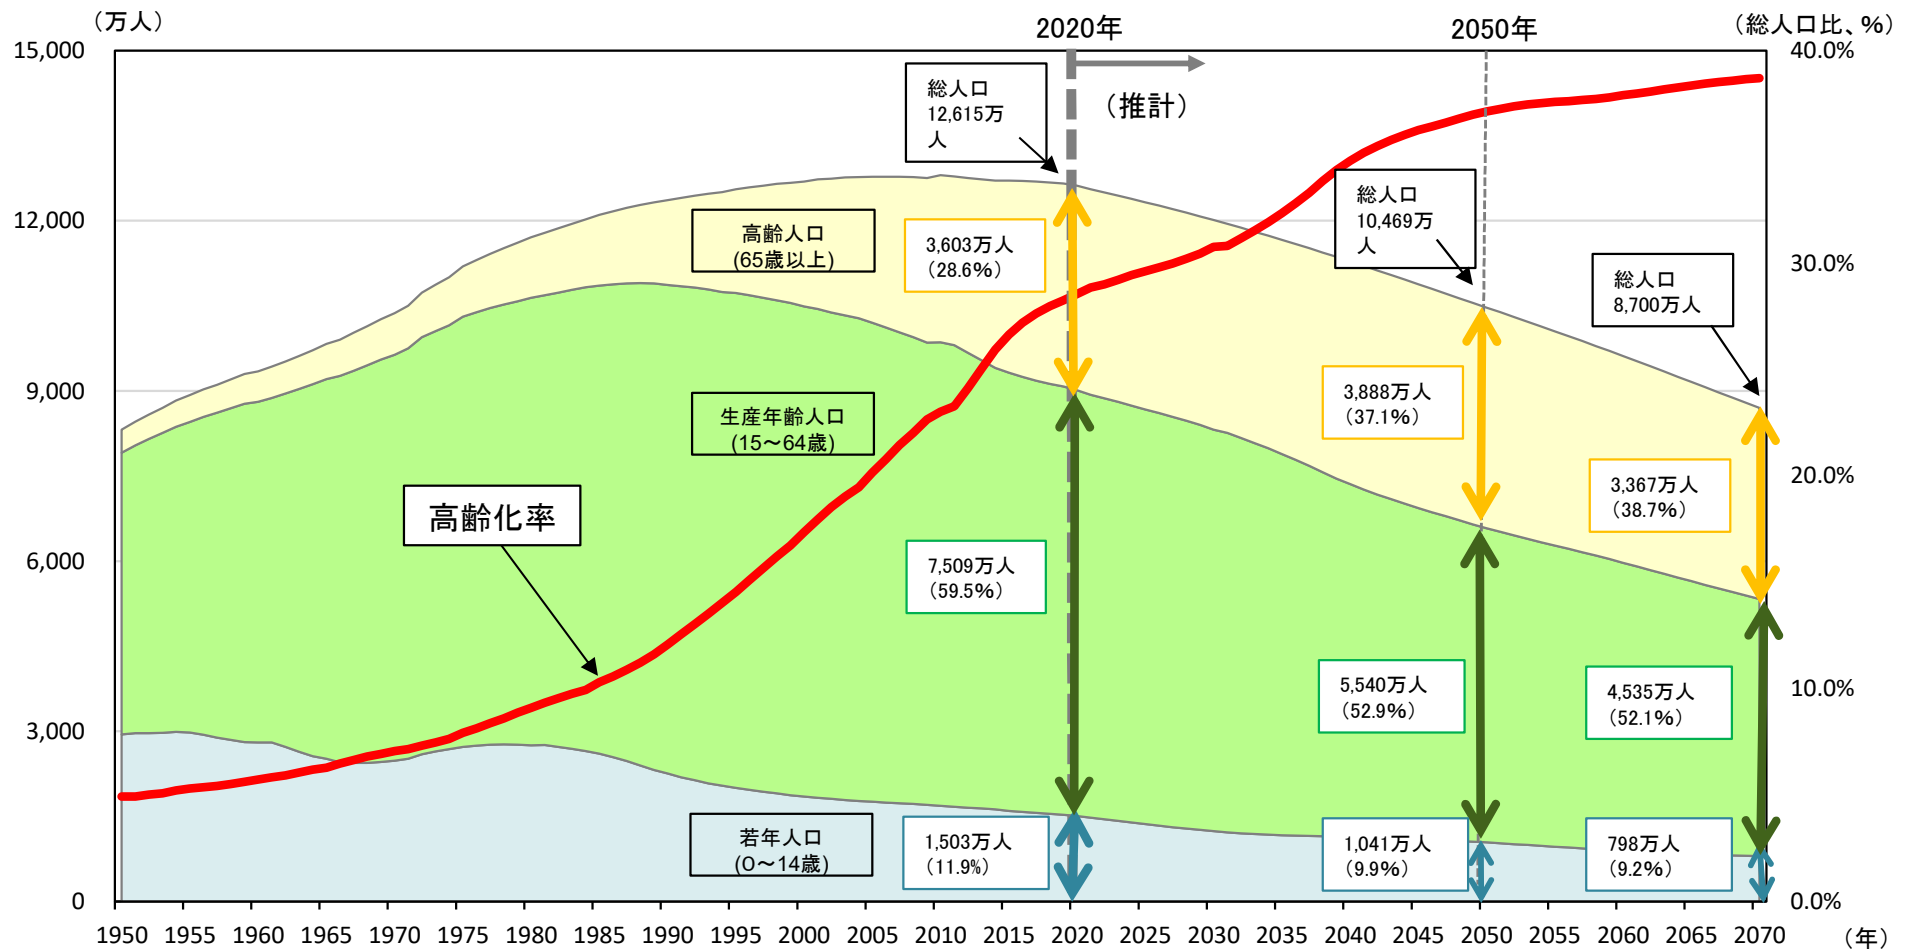 （万人）
2020年
2050年
（総人口比、%）
15,000
12,000
9,000
6,000
3,000
0
40.0%
30.0%
20.0%
10.0%
0.0%
総人口
12,615万
人
（推計）
総人口
10,469万
人
総人口
8,700万人
高齢人口
(65歳以上)
3,603万人
（28.6%）
3,888万人
（37.1%）
3,367万人
（38.7%）
生産年齢人口
(15～64歳)
高齢化率
7,509万人
（59.5%）
5,540万人
（52.9%）
4,535万人
（52.1%）
若年人口
(0～14歳)
1,503万人
（11.9%）
1,041万人
（9.9%）
798万人
（9.2%）
1950 1955 1960 1965 1970 1975 1980 1985 1990 1995 2000 2005 2010 2015 2020 2025 2030 2035 2040 2045 2050 2055 2060 2065 2070 （年）